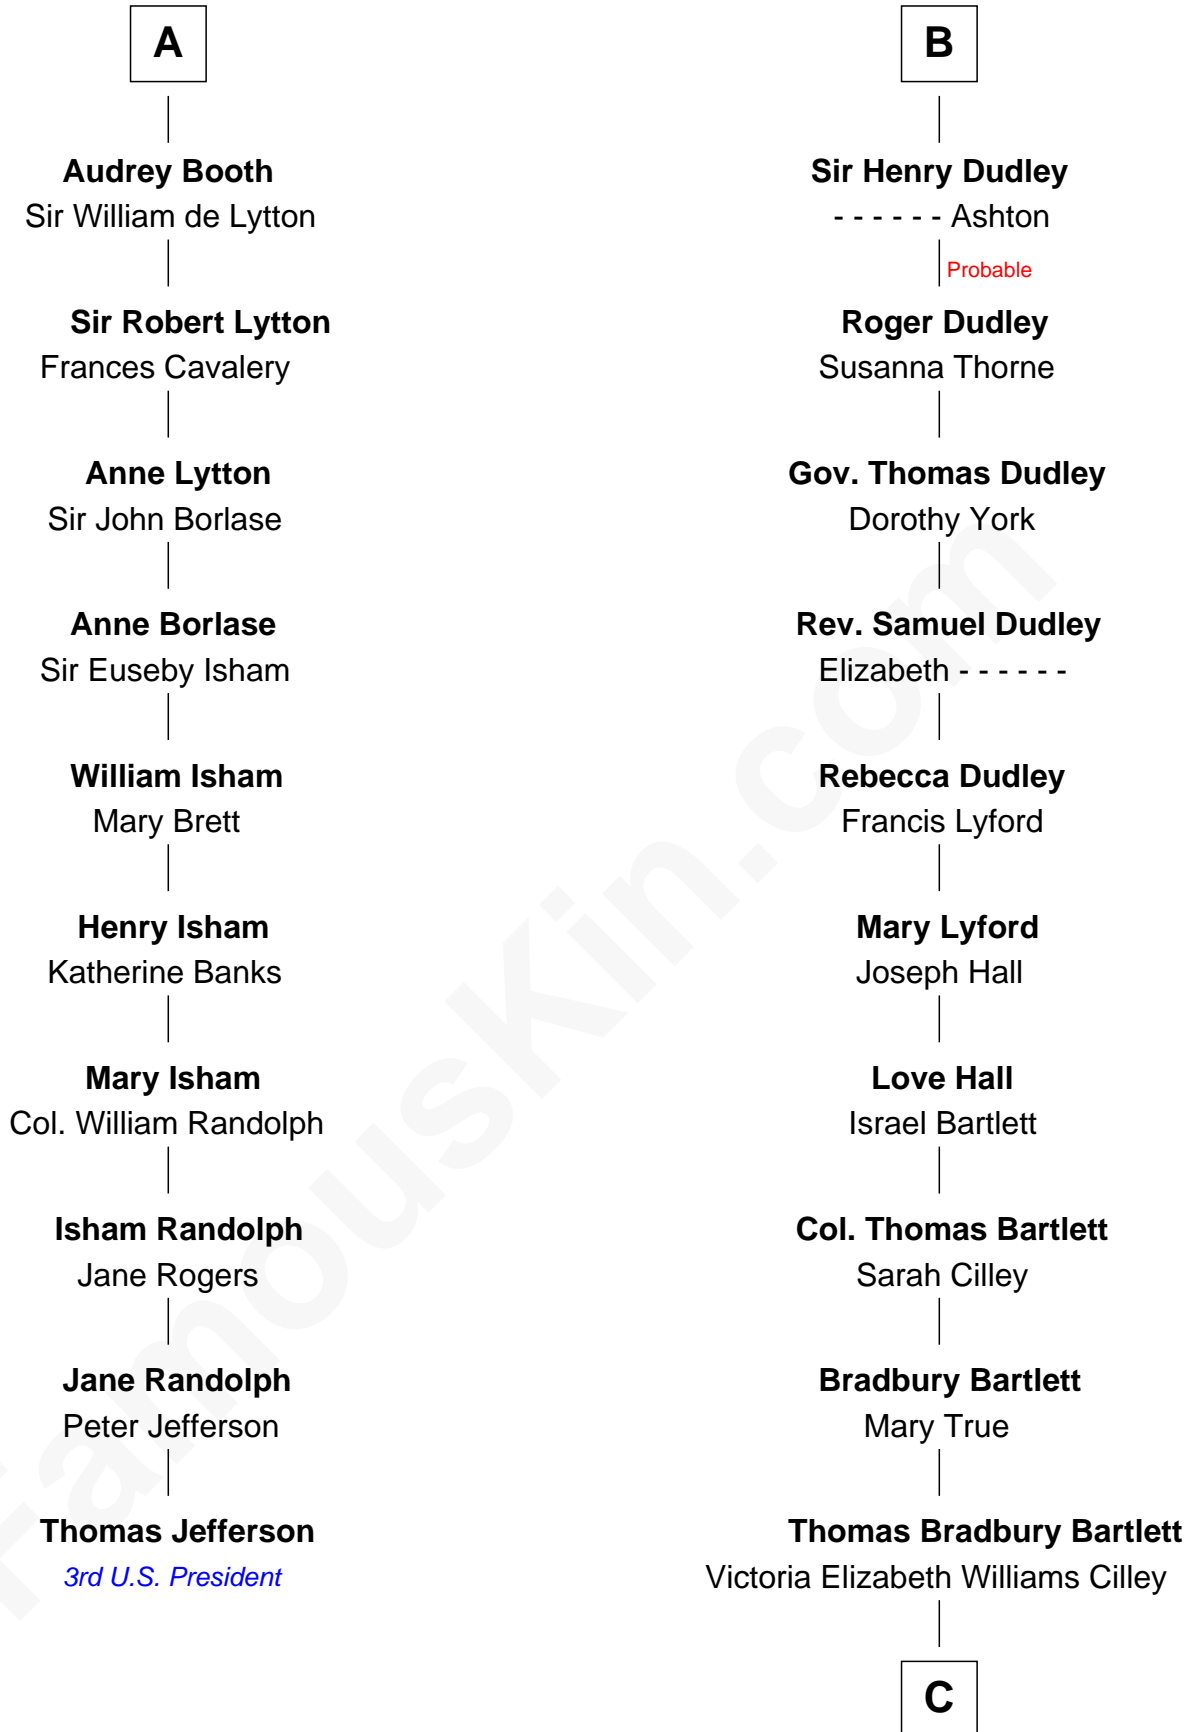 A
Audrey Booth
Sir William de Lytton
Sir Robert Lytton
Frances Cavalery
Anne Lytton
Sir John Borlase
Anne Borlase
Sir Euseby Isham
William Isham
Mary Brett
Henry Isham
Katherine Banks
Mary Isham
Col. William Randolph
Isham Randolph
Jane Rogers
Jane Randolph
Peter Jefferson
Thomas Jefferson
3rd U.S. President
B
Sir Henry Dudley
- - - - - - Ashton
Probable
Roger Dudley
Susanna Thorne
Gov. Thomas Dudley
Dorothy York
Rev. Samuel Dudley
Elizabeth - - - - - -
Rebecca Dudley
Francis Lyford
Mary Lyford
Joseph Hall
Love Hall
Israel Bartlett
Col. Thomas Bartlett
Sarah Cilley
Bradbury Bartlett
Mary True
Thomas Bradbury Bartlett
Victoria Elizabeth Williams Cilley
C
FamousKin.com